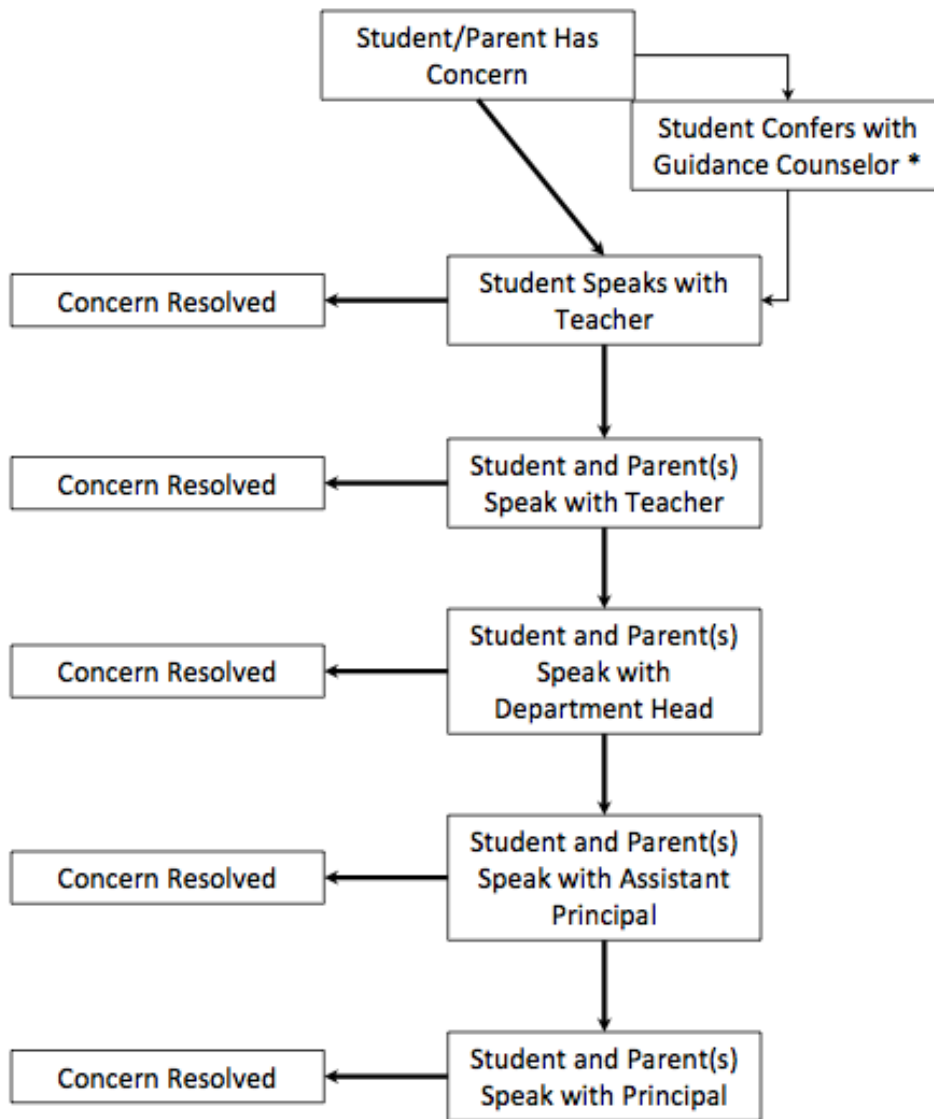 Student/Parent Has
Concern
Student Confers with
Guidance Counselor *
Student Speaks with
Teacher
Concern Resolved
Student and Parent(s)
Speak with Teacher
Concern Resolved
Student and Parent(s)
Speak with
Department Head
Concern Resolved
Student and Parent(s)
Speak with Assistant
Principal
Concern Resolved
Student and Parent(s)
Speak with Principal
Concern Resolved